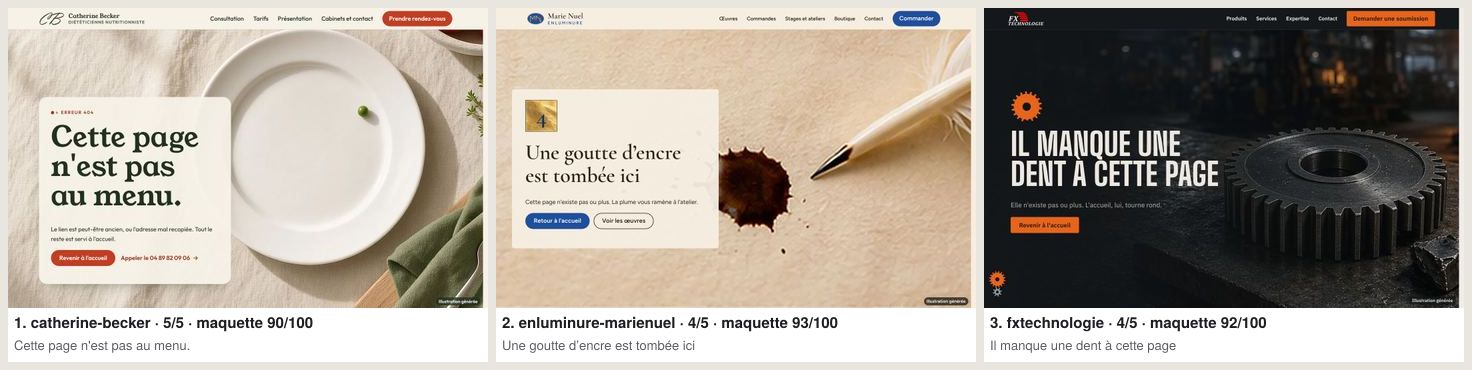 CB Catherine Becker
DIÉTÉTICIENNE NUTRITIONNISTE
Consultation Tarifs Présentation Cabinets et contact Prendre rendez-vous
ERREUR 404
Cette page
n'est pas
au menu.
Le lien est peut-être ancien, ou l'adresse mal recopiée. Tout le
reste est servi à l'accueil.
Revenir à l'accueil Appeler le 04 89 82 09 06 →
Illustration générée
1. catherine-becker · 5/5 · maquette 90/100
Cette page n'est pas au menu.
Marie Nuel
ENLUMINURE
Œuvres Commandes Stages et ateliers Boutique Contact Commander
4
Une goutte d’encre
est tombée ici
Cette page n'existe pas ou plus. La plume vous ramène à l'atelier.
Retour à l'accueil Voir les œuvres
Illustration générée
2. enluminure-marienuel · 4/5 · maquette 93/100
Une goutte d’encre est tombée ici
FX
TECHNOLOGIE
Produits Services Expertise Contact Demander une soumission
IL MANQUE UNE
DENT À CETTE PAGE
Elle n'existe pas ou plus. L'accueil, lui, tourne rond.
Revenir à l'accueil
Illustration générée
3. fxtechnologie · 4/5 · maquette 92/100
Il manque une dent à cette page